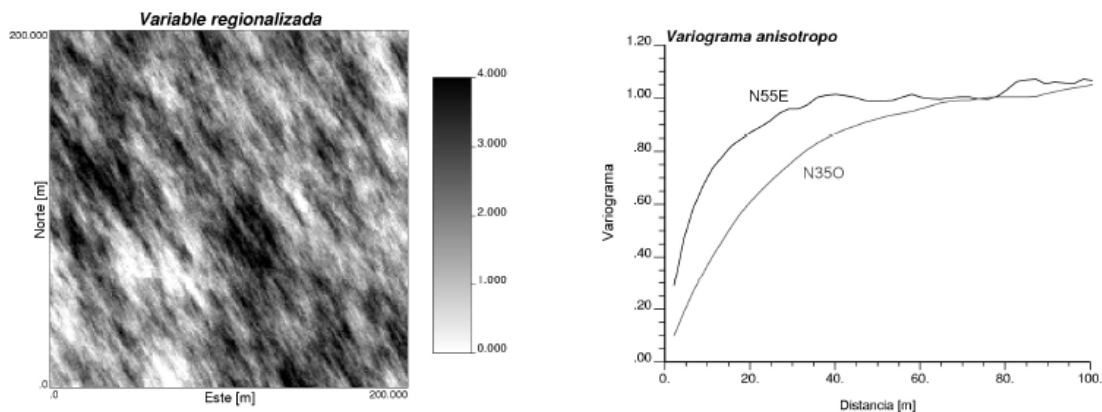 Variable regionalizada
200.000
Norte [m]
.0
.0
Este [m]
200.000
4.000
3.000
2.000
1.000
0.000
Variograma anisotropo
1.20
1.00
.80
.60
.40
.20
.00
Variograma
N55E
N35O
0.
20.
40.
60.
80.
100.
Distancia [m]